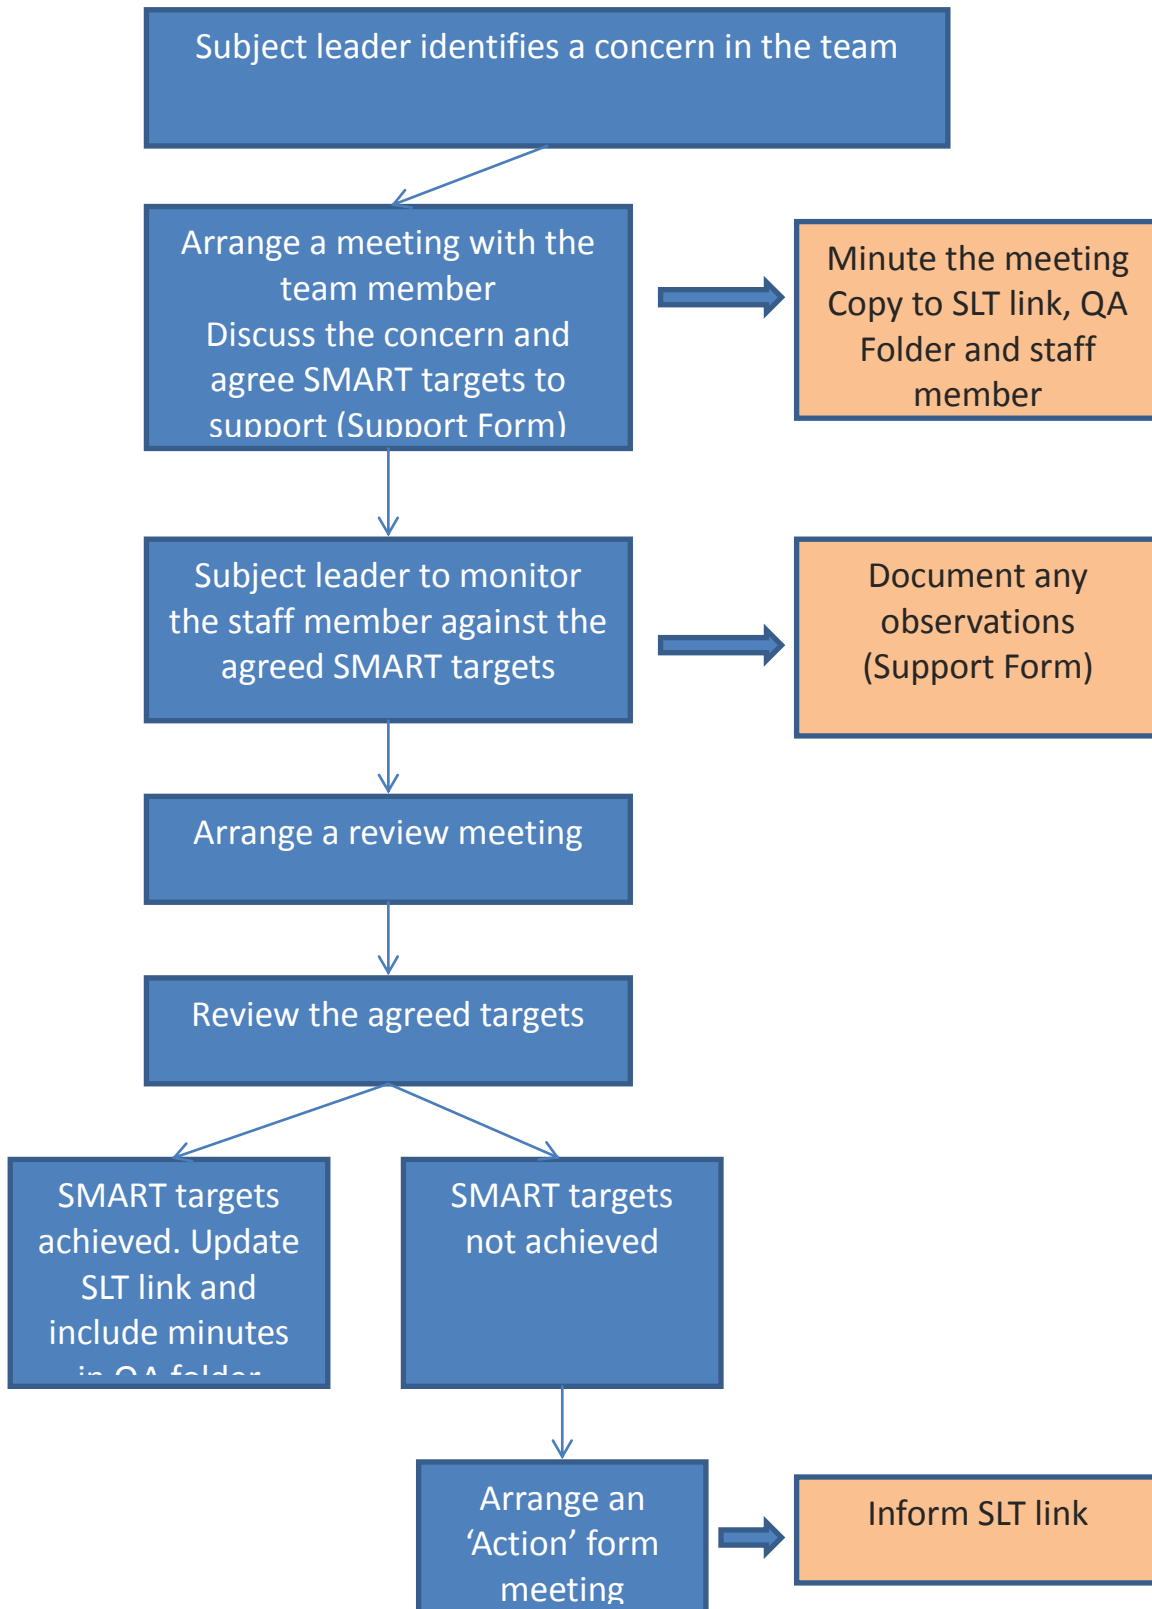 Subject leader identifies a concern in the team
Arrange a meeting with the
team member
Discuss the concern and
agree SMART targets to
support (Support Form)
Minute the meeting
Copy to SLT link, QA
Folder and staff
member
Subject leader to monitor
the staff member against the
agreed SMART targets
Document any
observations
(Support Form)
Arrange a review meeting
Review the agreed targets
SMART targets
achieved. Update
SLT link and
include minutes
in QA folder
SMART targets
not achieved
Arrange an
‘Action’ form
meeting
Inform SLT link